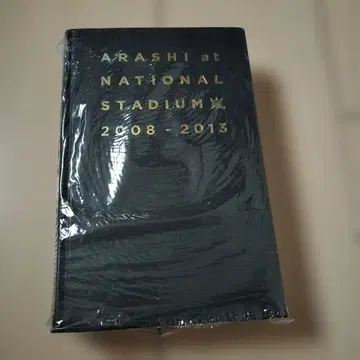 ARASHI at
NATIONAL
STADIUM
2008 - 2013